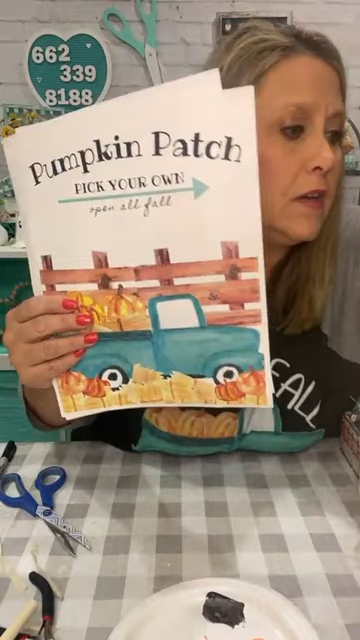 662
339
8188
Pumpkin Patch
PICK YOUR OWN
open all fall
FALL